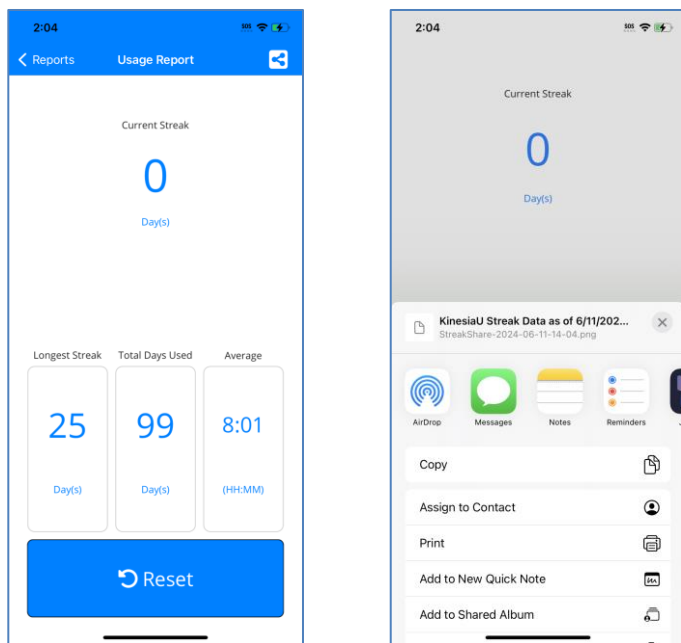 2:04
SOS
Reports
Usage Report
Current Streak
0
Day(s)
Longest Streak
Total Days Used
Average
25
99
8:01
Day(s)
Day(s)
(HH:MM)
Reset
2:04
SOS
Current Streak
0
Day(s)
KinesiaU Streak Data as of 6/11/202...
StreakShare-2024-06-11-14-04.png
AirDrop
Messages
Notes
Reminders
Copy
Assign to Contact
Print
Add to New Quick Note
Add to Shared Album